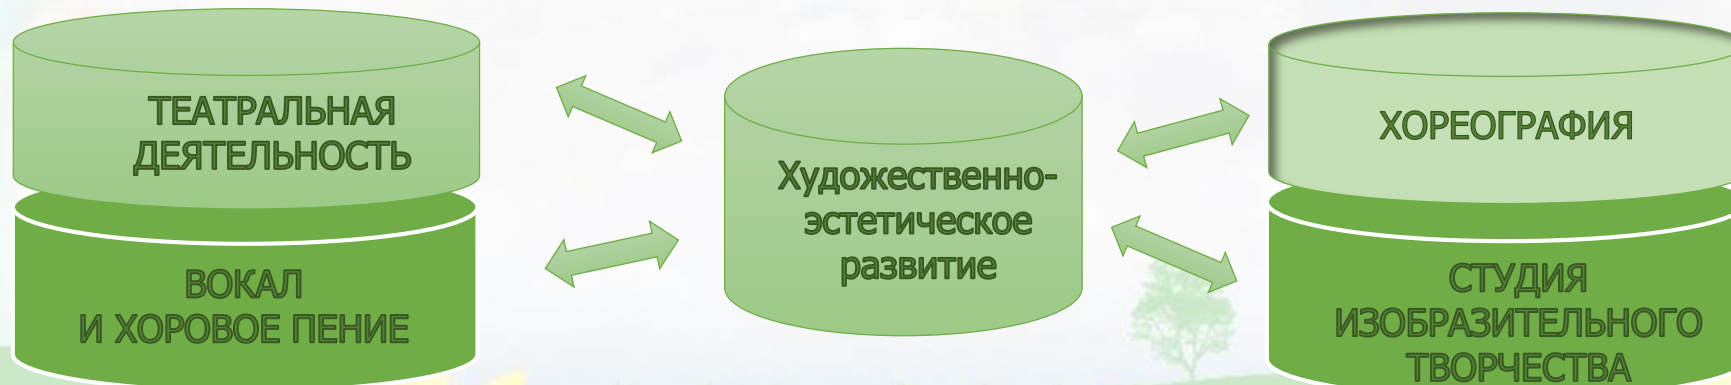 ТЕАТРАЛЬНАЯ
ДЕЯТЕЛЬНОСТЬ
ВОКАЛ
И ХОРОВОЕ ПЕНИЕ
Художественно-
эстетическое
развитие
ХОРЕОГРАФИЯ
СТУДИЯ
ИЗОБРАЗИТЕЛЬНОГО
ТВОРЧЕСТВА